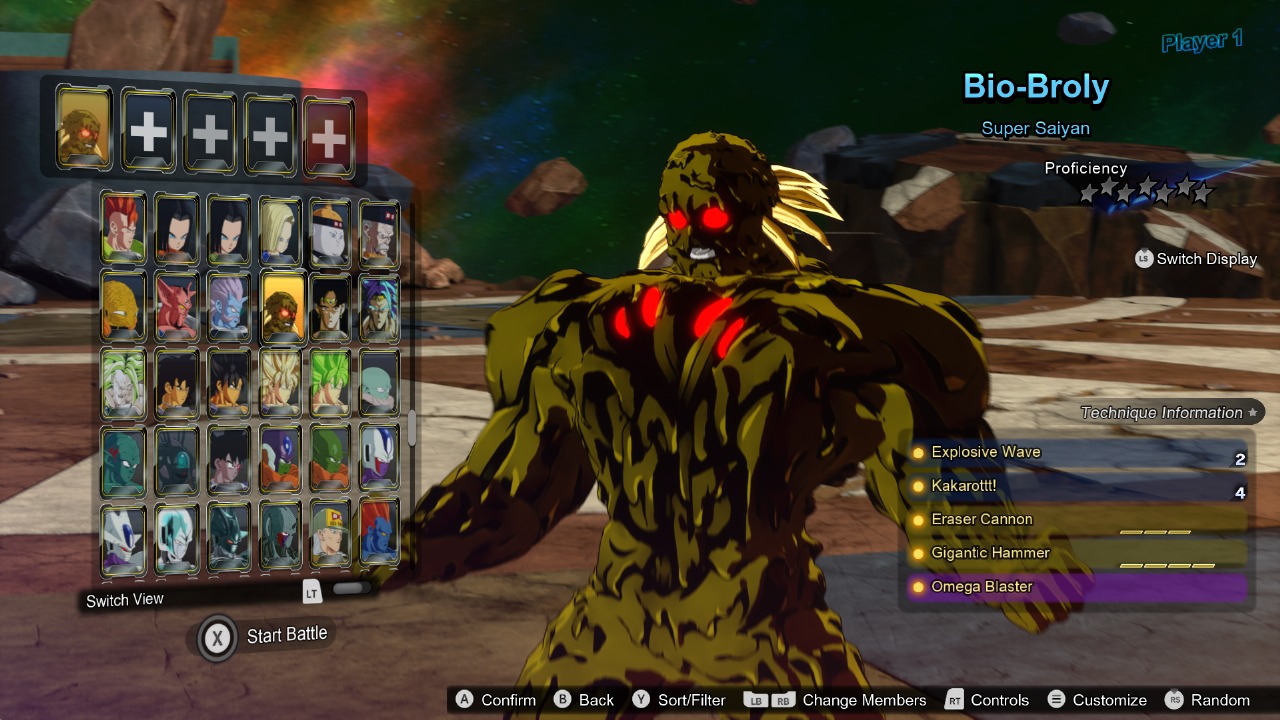 Player 1
Bio-Broly
Super Saiyan
Proficiency
LS Switch Display
Technique Information
Explosive Wave 2
Kakarottt! 4
Eraser Cannon
Gigantic Hammer
Omega Blaster
Switch View LT
X Start Battle
A Confirm B Back Y Sort/Filter LB RB Change Members RT Controls Customize RS Random